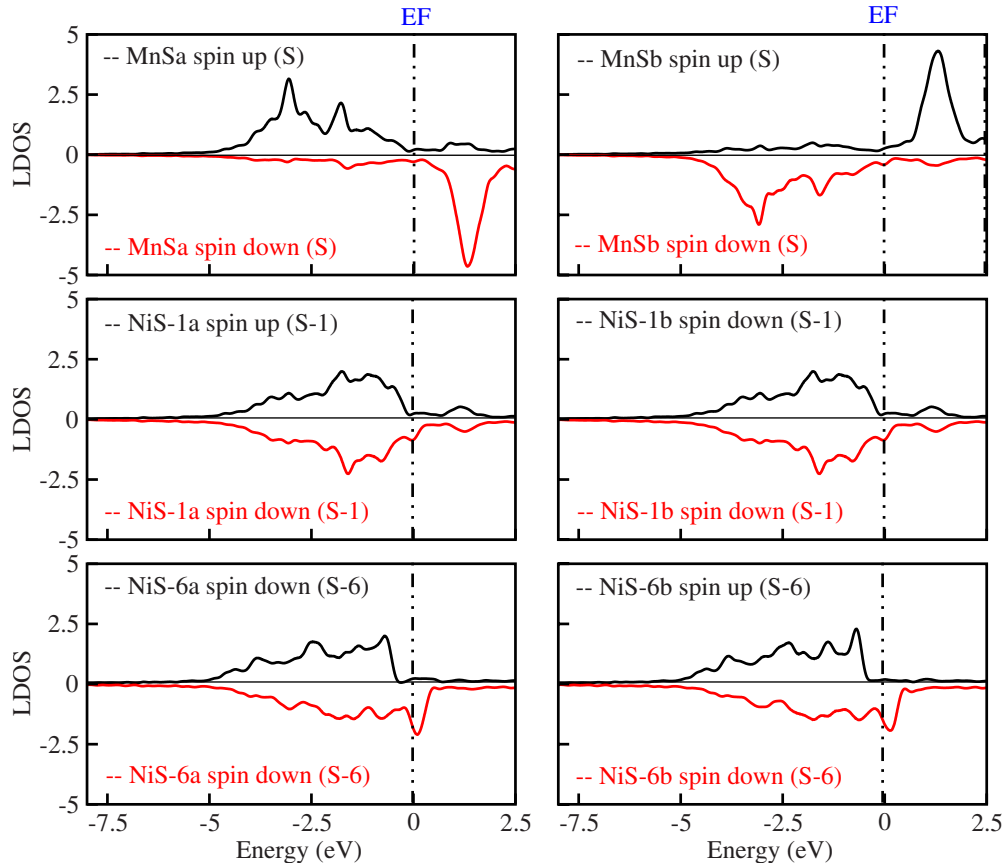 EF
EF
5
-- MnSa spin up (S)
-- MnSb spin up (S)
2.5
LDOS
0
-2.5
-- MnSa spin down (S)
-- MnSb spin down (S)
-5
5
-- NiS-1a spin up (S-1)
-- NiS-1b spin down (S-1)
2.5
LDOS
0
-2.5
-- NiS-1a spin down (S-1)
-- NiS-1b spin down (S-1)
-5
5
-- NiS-6a spin down (S-6)
-- NiS-6b spin up (S-6)
2.5
LDOS
0
-2.5
-- NiS-6a spin down (S-6)
-- NiS-6b spin down (S-6)
-5
-7.5 -5 -2.5 0 2.5
-7.5 -5 -2.5 0 2.5
Energy (eV)
Energy (eV)